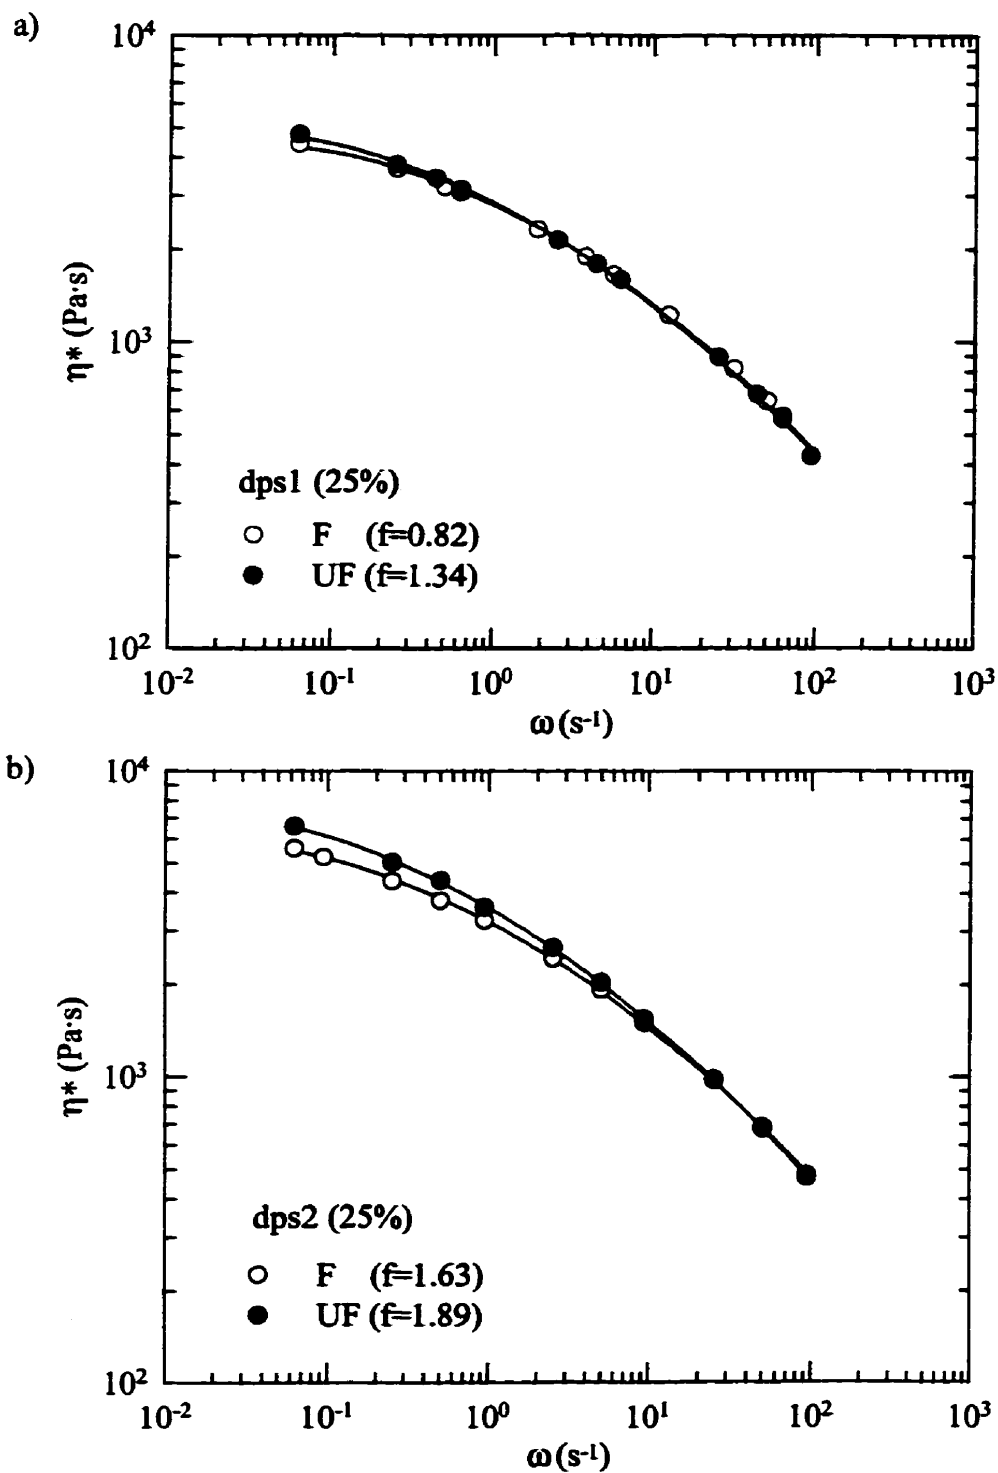 a)
10⁴
10³
10²
η* (Pa·s)
dps1 (25%)
F (f=0.82)
UF (f=1.34)
10⁻² 10⁻¹ 10⁰ 10¹ 10² 10³
ω (s⁻¹)
b)
10⁴
10³
10²
η* (Pa·s)
dps2 (25%)
F (f=1.63)
UF (f=1.89)
10⁻² 10⁻¹ 10⁰ 10¹ 10² 10³
ω (s⁻¹)